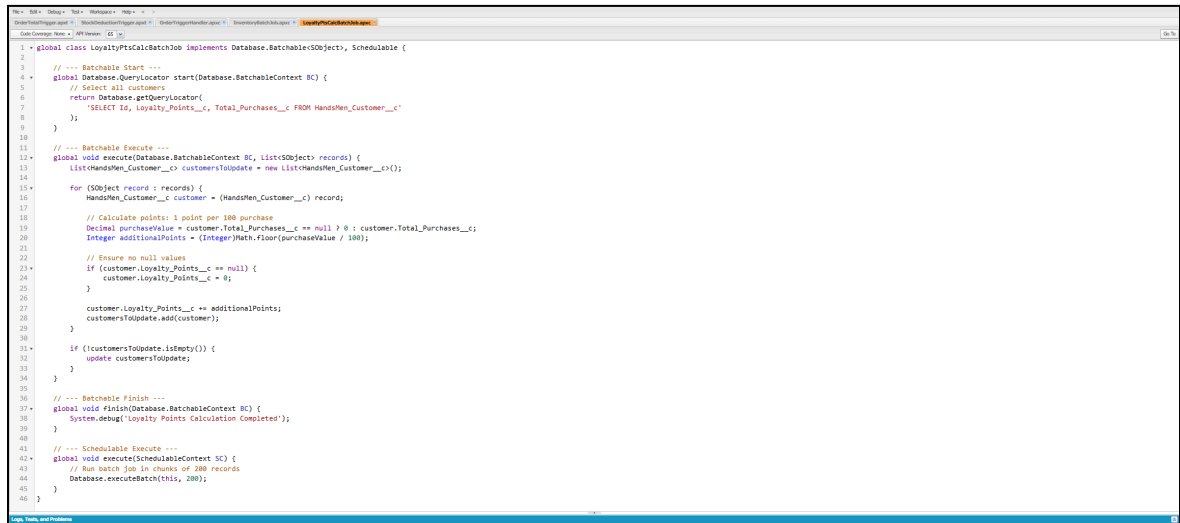 File • Edit • Debug • Test • Workspace • Help • < >
OrderTotalTrigger.apxt × StockDeductionTrigger.apxt × OrderTriggerHandler.apxc × InventoryBatchJob.apxc × LoyaltyPtsCalcBatchJob.apxc ×
Code Coverage: None API Version: 65 Go To
1 global class LoyaltyPtsCalcBatchJob implements Database.Batchable<SObject>, Schedulable {
2
3 // --- Batchable Start ---
4 global Database.QueryLocator start(Database.BatchableContext BC) {
5 // Select all customers
6 return Database.getQueryLocator(
7 'SELECT Id, Loyalty_Points__c, Total_Purchases__c FROM HandsMen_Customer__c'
8 );
9 }
10
11 // --- Batchable Execute ---
12 global void execute(Database.BatchableContext BC, List<SObject> records) {
13 List<HandsMen_Customer__c> customersToUpdate = new List<HandsMen_Customer__c>();
14
15 for (SObject record : records) {
16 HandsMen_Customer__c customer = (HandsMen_Customer__c) record;
17
18 // Calculate points: 1 point per 100 purchase
19 Decimal purchaseValue = customer.Total_Purchases__c == null ? 0 : customer.Total_Purchases__c;
20 Integer additionalPoints = (Integer)Math.floor(purchaseValue / 100);
21
22 // Ensure no null values
23 if (customer.Loyalty_Points__c == null) {
24 customer.Loyalty_Points__c = 0;
25 }
26
27 customer.Loyalty_Points__c += additionalPoints;
28 customersToUpdate.add(customer);
29 }
30
31 if (!customersToUpdate.isEmpty()) {
32 update customersToUpdate;
33 }
34 }
35
36 // --- Batchable Finish ---
37 global void finish(Database.BatchableContext BC) {
38 System.debug('Loyalty Points Calculation Completed');
39 }
40
41 // --- Schedulable Execute ---
42 global void execute(SchedulableContext SC) {
43 // Run batch job in chunks of 200 records
44 Database.executeBatch(this, 200);
45 }
46 }
Logs, Tests, and Problems